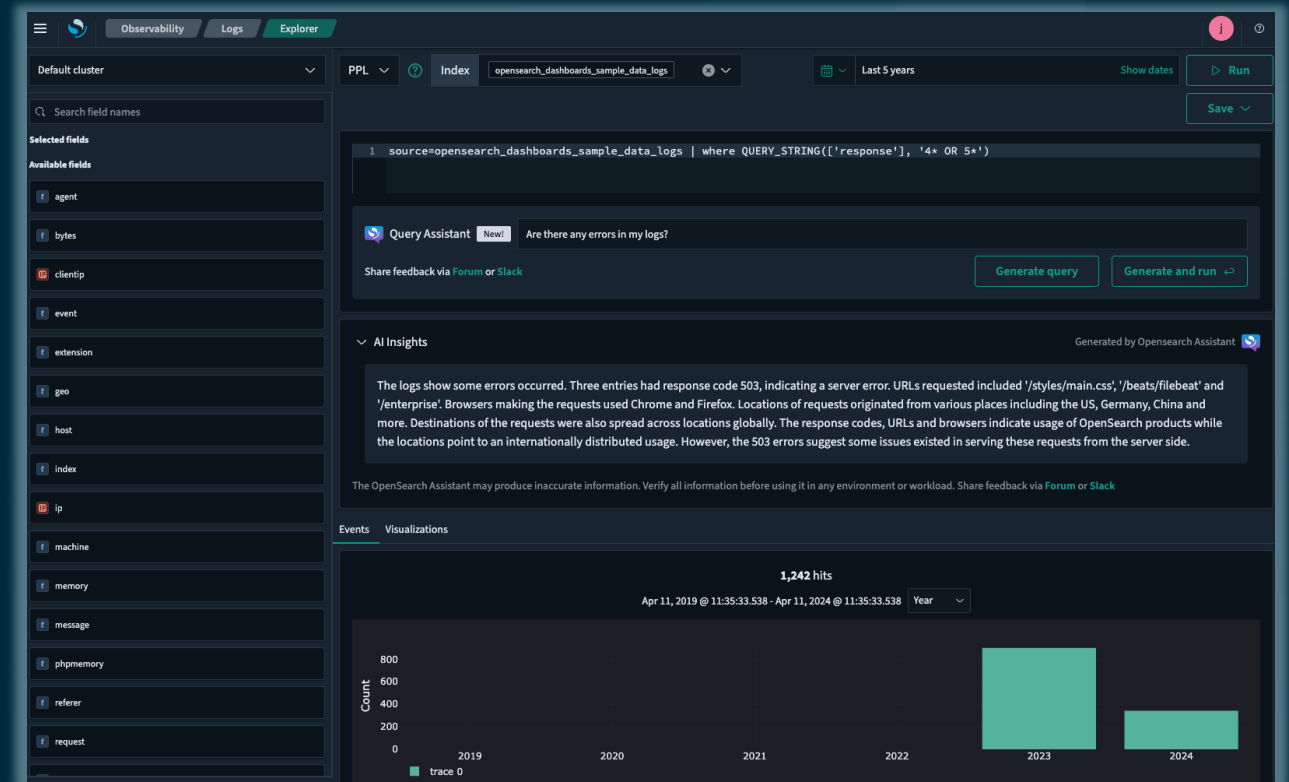 Observability Logs Explorer j
Default cluster
PPL Index opensearch_dashboards_sample_data_logs Last 5 years Show dates Run
Save
Search field names
Selected fields
Available fields
t agent
t bytes
clientip
t event
t extension
t geo
t host
t index
ip
t machine
t memory
t message
t phpmemory
t referer
t request
1 source=opensearch_dashboards_sample_data_logs | where QUERY_STRING(['response'], '4* OR 5*')
Query Assistant New! Are there any errors in my logs?
Share feedback via Forum or Slack Generate query Generate and run
AI Insights Generated by Opensearch Assistant
The logs show some errors occurred. Three entries had response code 503, indicating a server error. URLs requested included '/styles/main.css', '/beats/filebeat' and
'/enterprise'. Browsers making the requests used Chrome and Firefox. Locations of requests originated from various places including the US, Germany, China and
more. Destinations of the requests were also spread across locations globally. The response codes, URLs and browsers indicate usage of OpenSearch products while
the locations point to an internationally distributed usage. However, the 503 errors suggest some issues existed in serving these requests from the server side.
The OpenSearch Assistant may produce inaccurate information. Verify all information before using it in any environment or workload. Share feedback via Forum or Slack
Events Visualizations
1,242 hits
Apr 11, 2019 @ 11:35:33.538 - Apr 11, 2024 @ 11:35:33.538 Year
Count
800
600
400
200
0
2019 2020 2021 2022 2023 2024
trace 0